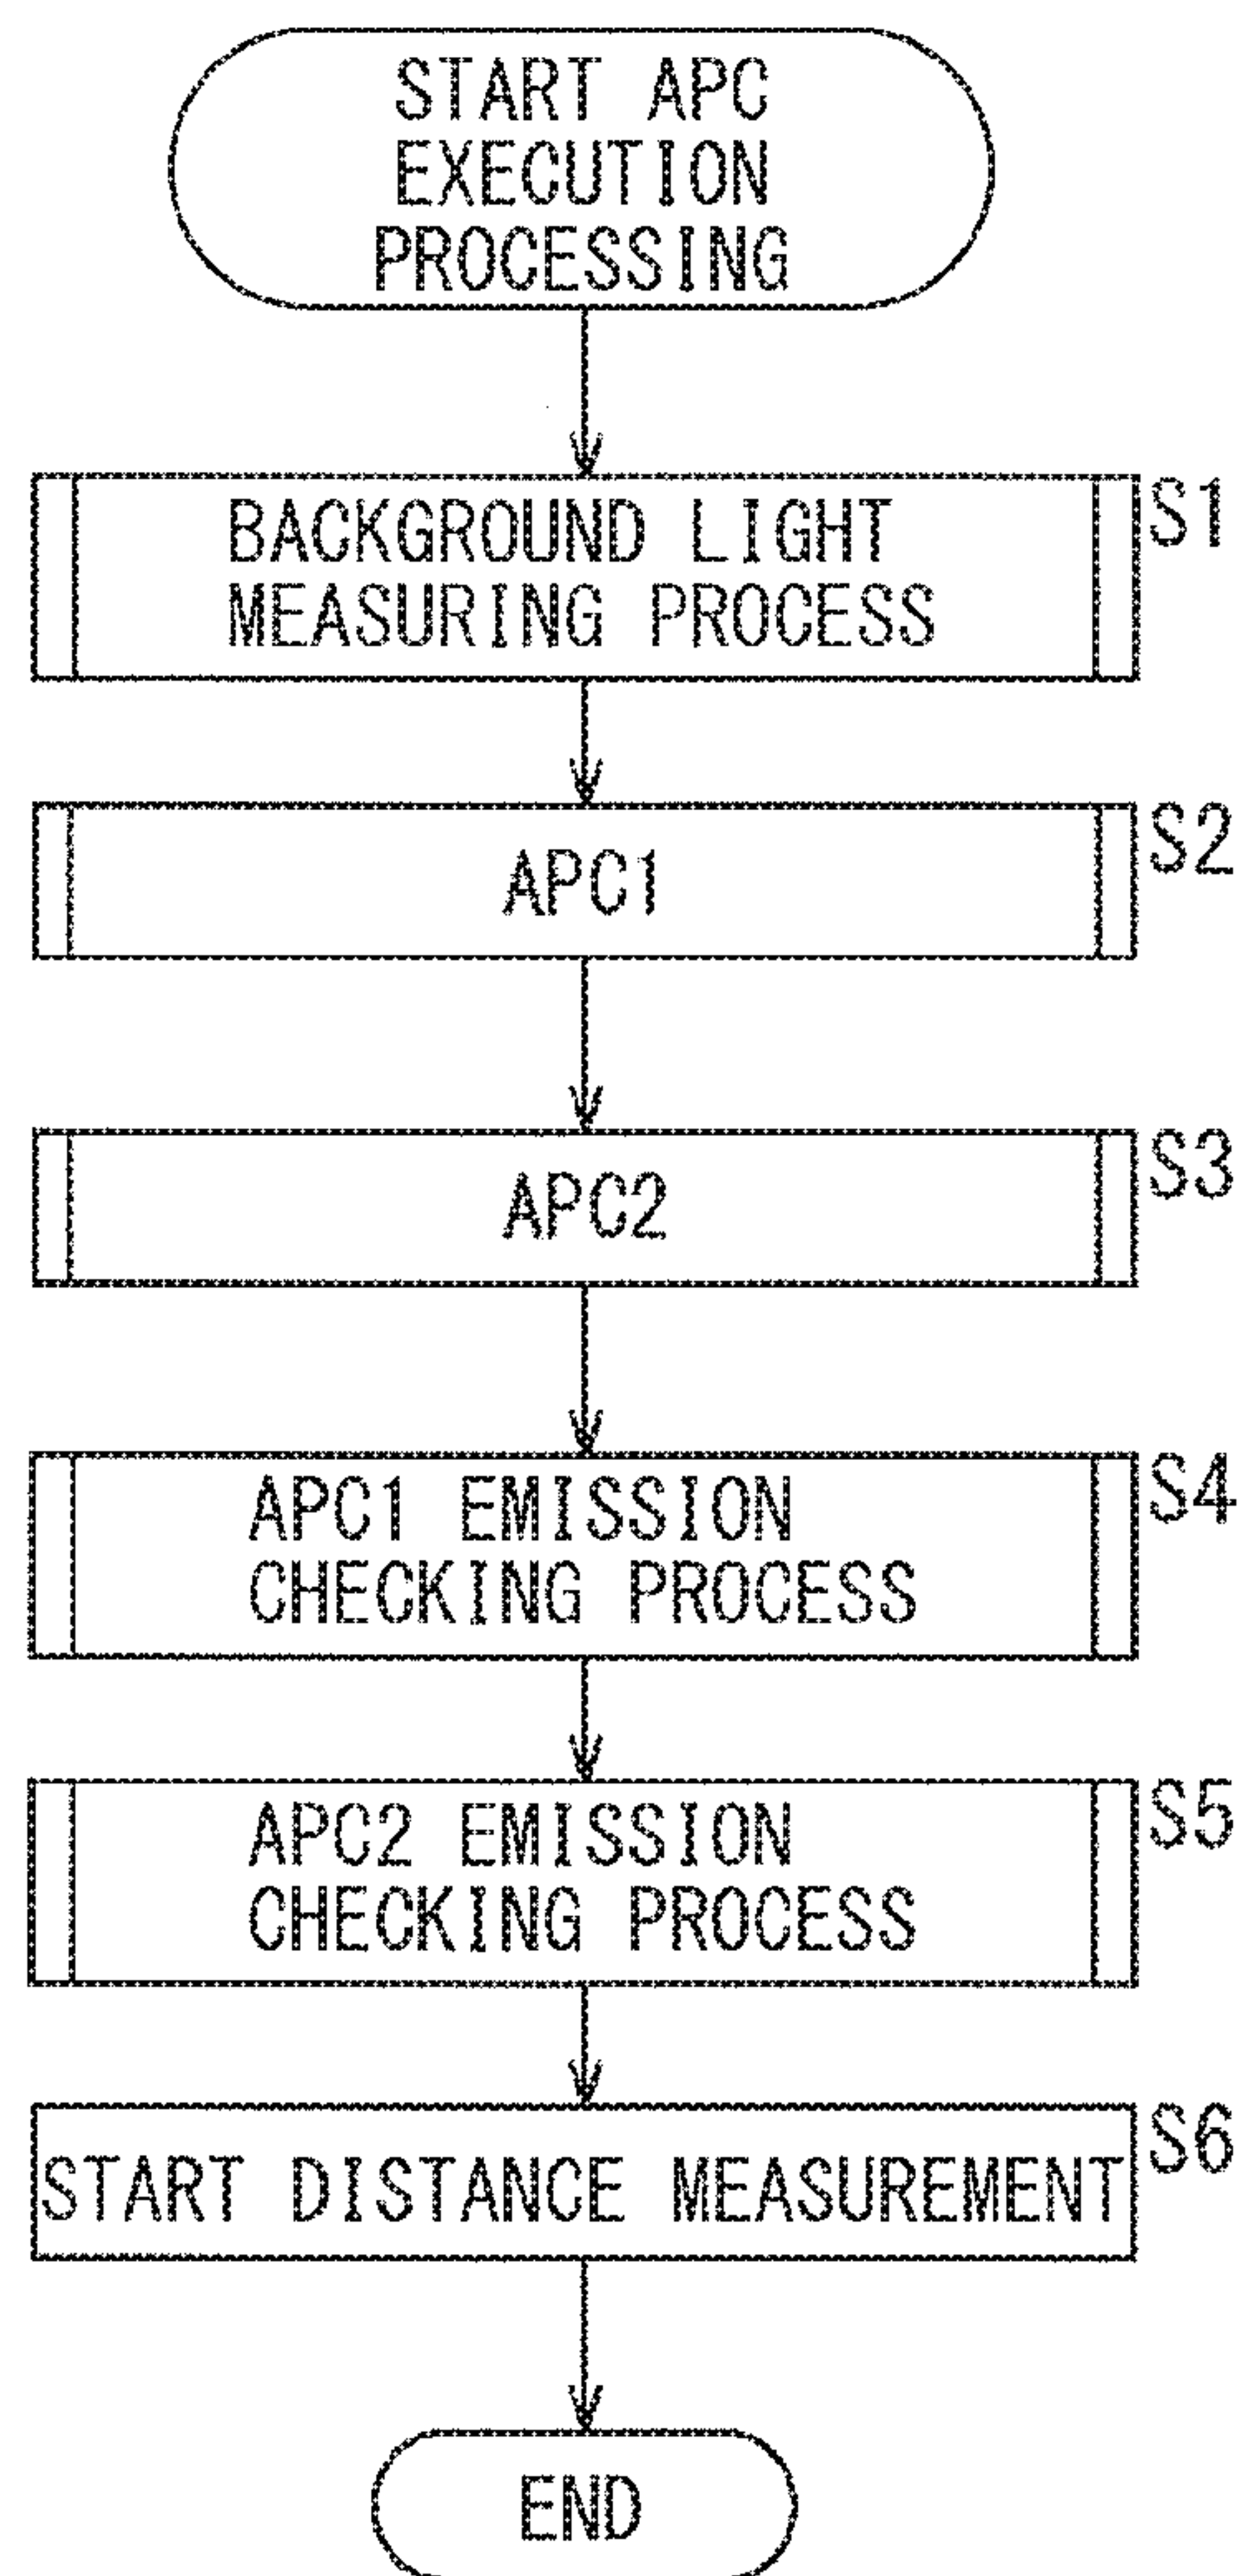 START APC
EXECUTION
PROCESSING
BACKGROUND LIGHT
MEASURING PROCESS
S1
APC1
S2
APC2
S3
APC1 EMISSION
CHECKING PROCESS
S4
APC2 EMISSION
CHECKING PROCESS
S5
START DISTANCE MEASUREMENT
S6
END